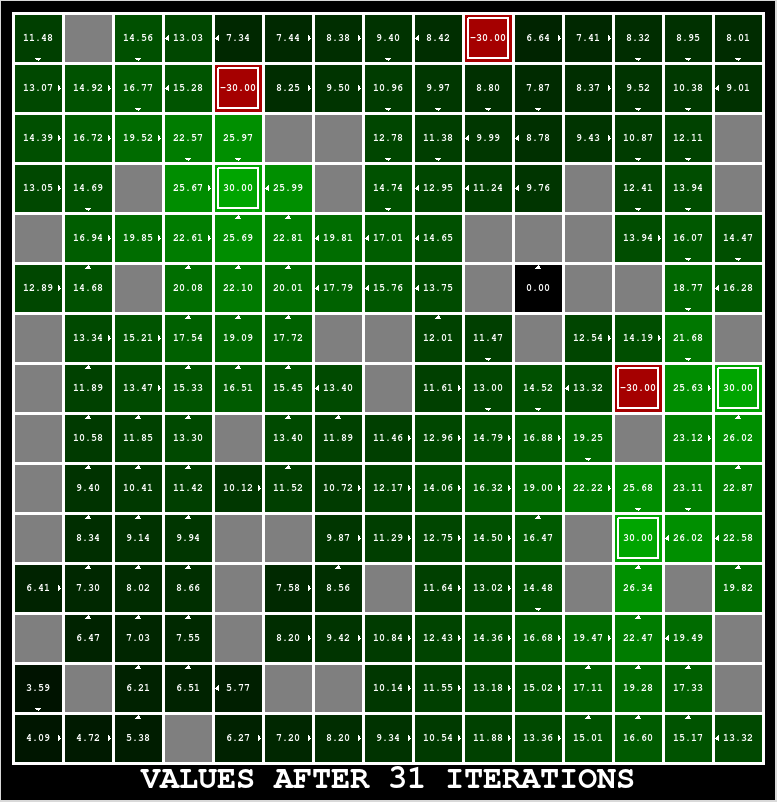 11.48 14.56 13.03 7.34 7.44 8.38 9.40 8.42 -30.00 6.64 7.41 8.32 8.95 8.01
13.07 14.92 16.77 15.28 -30.00 8.25 9.50 10.96 9.97 8.80 7.87 8.37 9.52 10.38 9.01
14.39 16.72 19.52 22.57 25.97 12.78 11.38 9.99 8.78 9.43 10.87 12.11
13.05 14.69 25.67 30.00 25.99 14.74 12.95 11.24 9.76 12.41 13.94
16.94 19.85 22.61 25.69 22.81 19.81 17.01 14.65 13.94 16.07 14.47
12.89 14.68 20.08 22.10 20.01 17.79 15.76 13.75 0.00 18.77 16.28
13.34 15.21 17.54 19.09 17.72 12.01 11.47 12.54 14.19 21.68
11.89 13.47 15.33 16.51 15.45 13.40 11.61 13.00 14.52 13.32 -30.00 25.63 30.00
10.58 11.85 13.30 13.40 11.89 11.46 12.96 14.79 16.88 19.25 23.12 26.02
9.40 10.41 11.42 10.12 11.52 10.72 12.17 14.06 16.32 19.00 22.22 25.68 23.11 22.87
8.34 9.14 9.94 9.87 11.29 12.75 14.50 16.47 30.00 26.02 22.58
6.41 7.30 8.02 8.66 7.58 8.56 11.64 13.02 14.48 26.34 19.82
6.47 7.03 7.55 8.20 9.42 10.84 12.43 14.36 16.68 19.47 22.47 19.49
3.59 6.21 6.51 5.77 10.14 11.55 13.18 15.02 17.11 19.28 17.33
4.09 4.72 5.38 6.27 7.20 8.20 9.34 10.54 11.88 13.36 15.01 16.60 15.17 13.32
VALUES AFTER 31 ITERATIONS